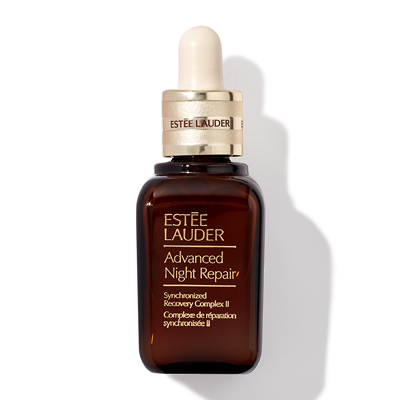 ESTĒE LAUDER
ESTĒE
LAUDER
Advanced
Night Repair
Synchronized
Recovery Complex II
Complexe de réparation
synchronisée II